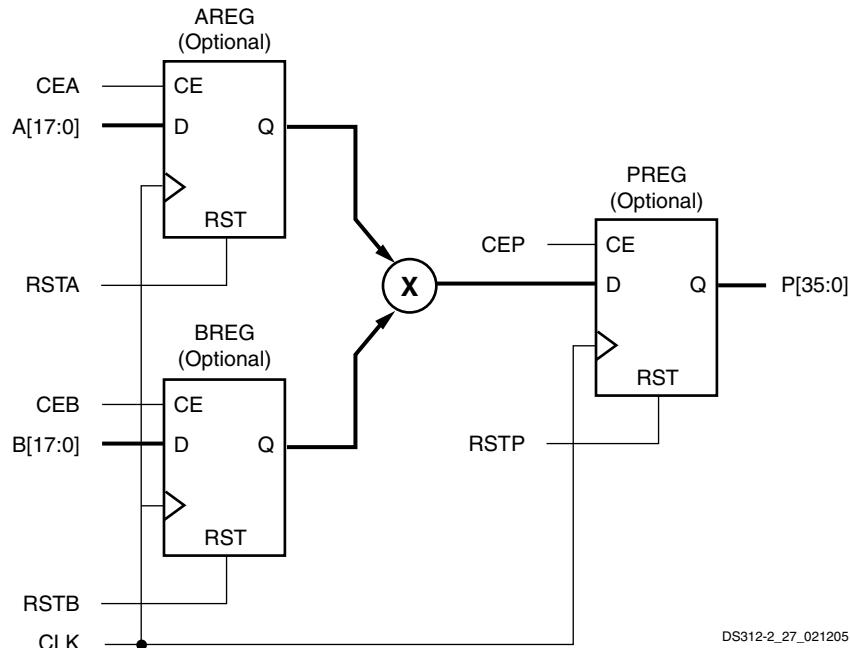 AREG
(Optional)
CEA
CE
A[17:0]
D
Q
RST
RSTA
PREG
(Optional)
CEP
CE
X
D
Q
P[35:0]
RST
RSTP
BREG
(Optional)
CEB
CE
B[17:0]
D
Q
RST
RSTB
CLK
DS312-2_27_021205